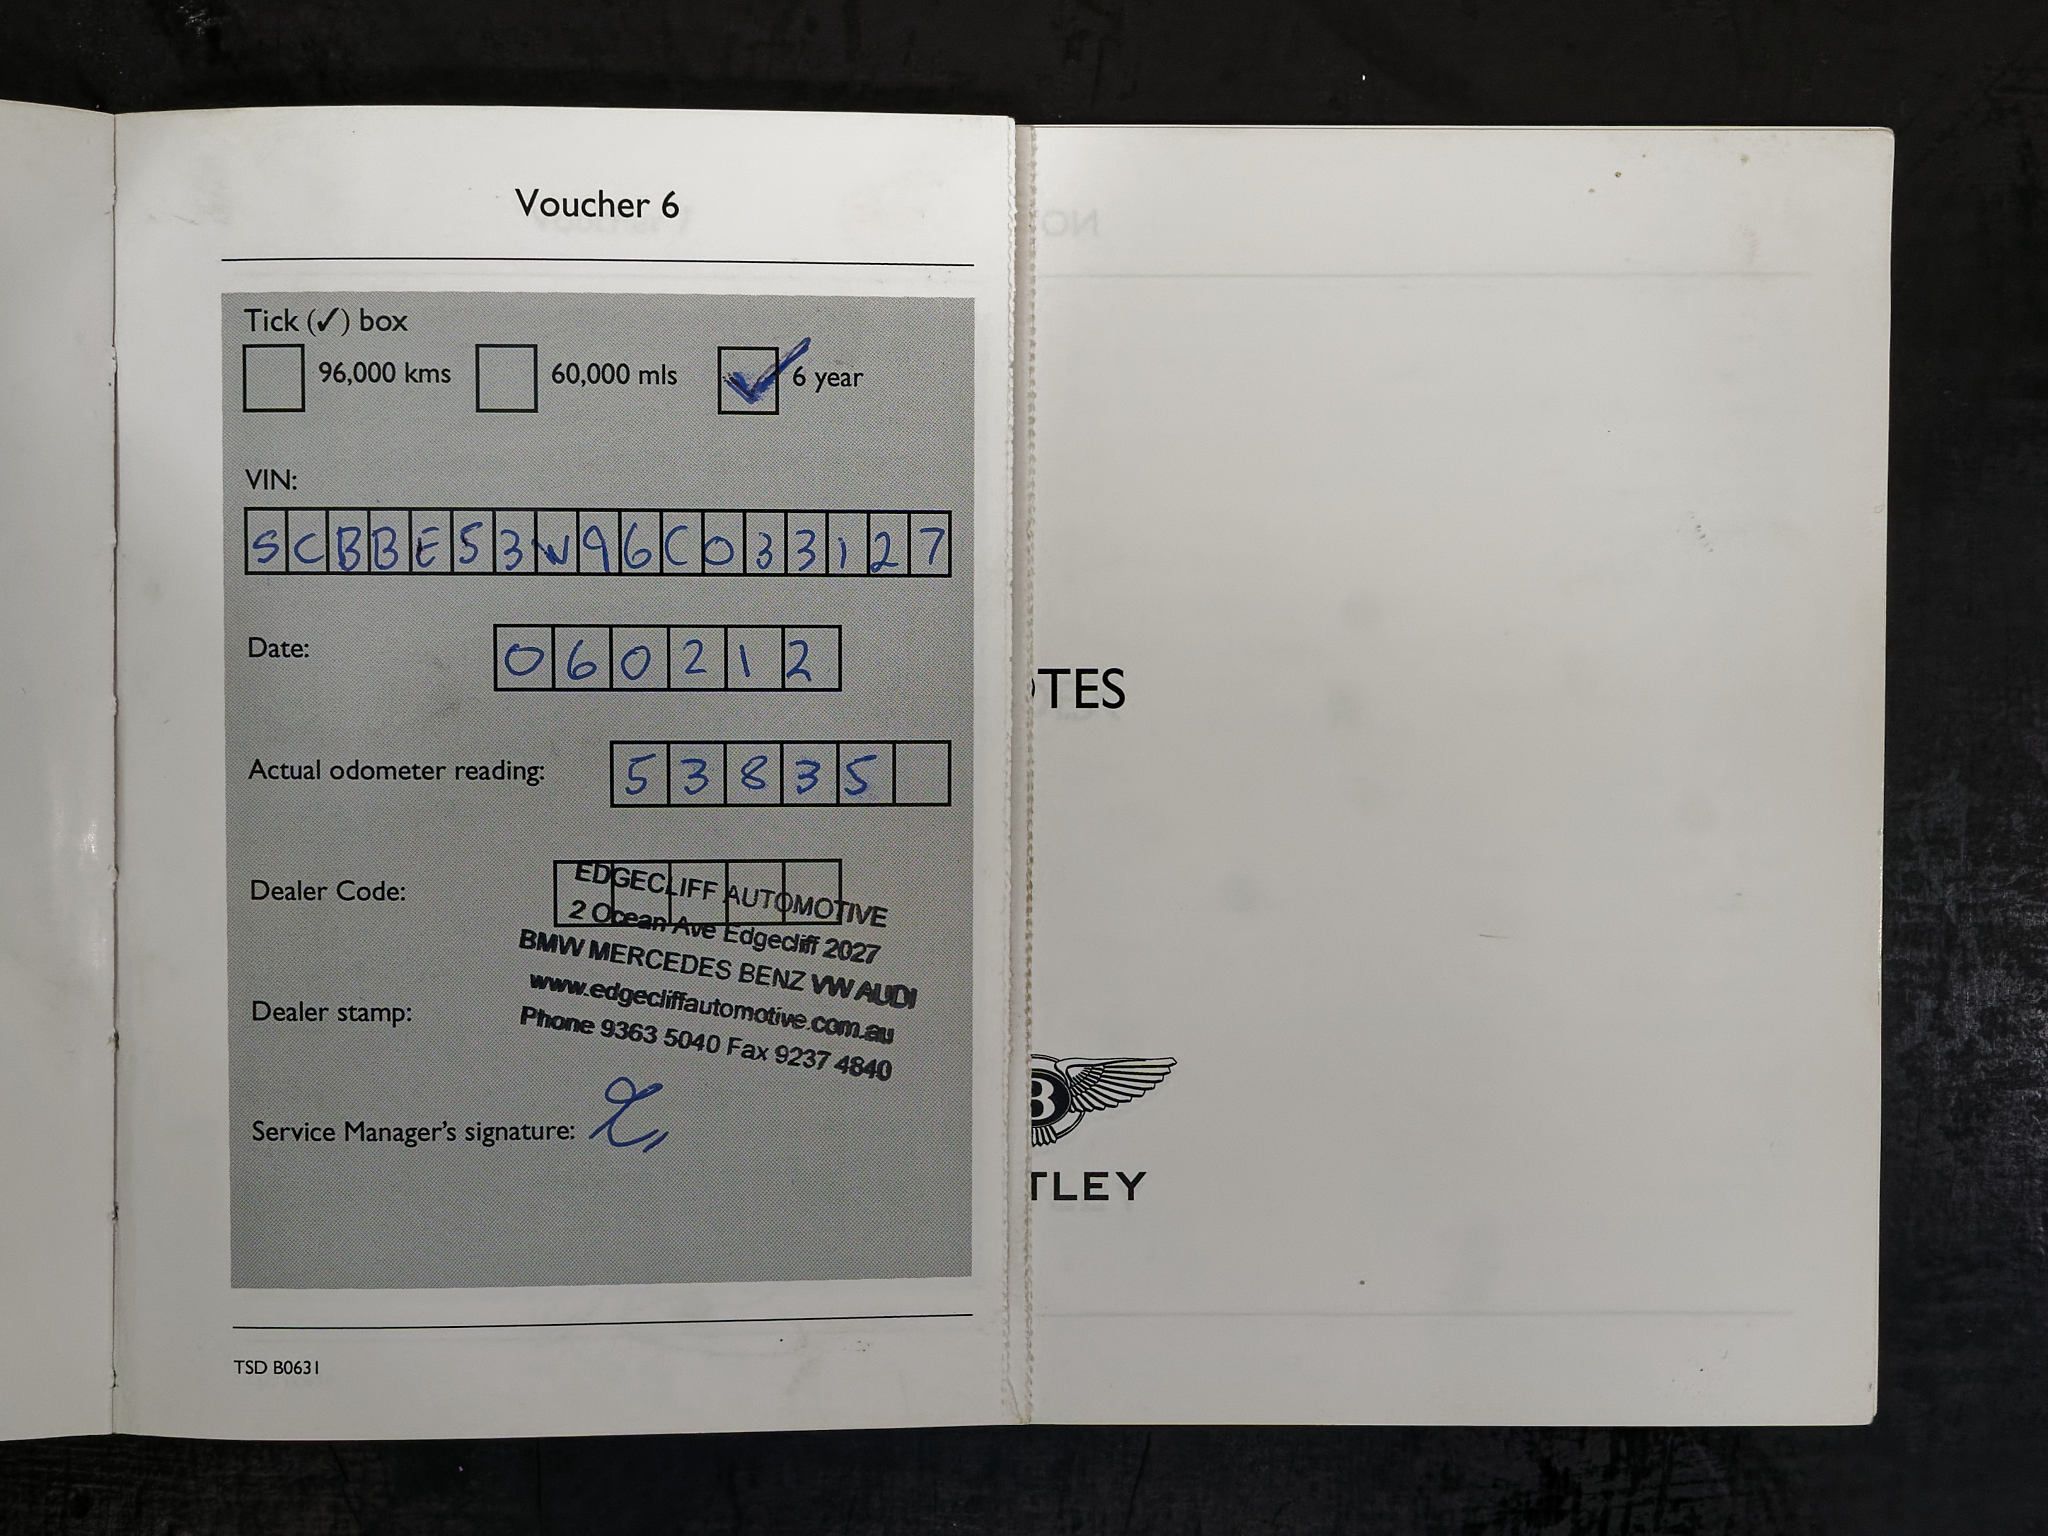 Voucher 6
Tick (✓) box
96,000 kms 60,000 mls ✓ 6 year
VIN:
SCBBE53W96C033127
Date: 060212
Actual odometer reading: 53835
Dealer Code:
EDGECLIFF AUTOMOTIVE
2 Ocean Ave Edgecliff 2027
BMW MERCEDES BENZ VW AUDI
www.edgecliffautomotive.com.au
Dealer stamp:
Phone 9363 5040 Fax 9237 4840
Service Manager's signature:
TSD B0631
OTES
B
TLEY